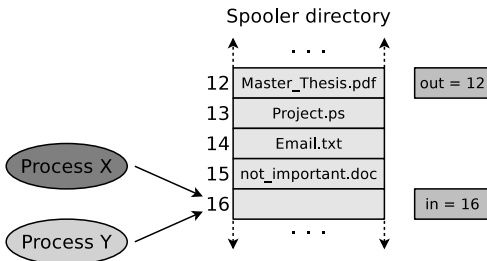 Spooler directory
. . .
12 Master_Thesis.pdf out = 12
13 Project.ps
14 Email.txt
Process X
15 not_important.doc
16 in = 16
Process Y
. . .